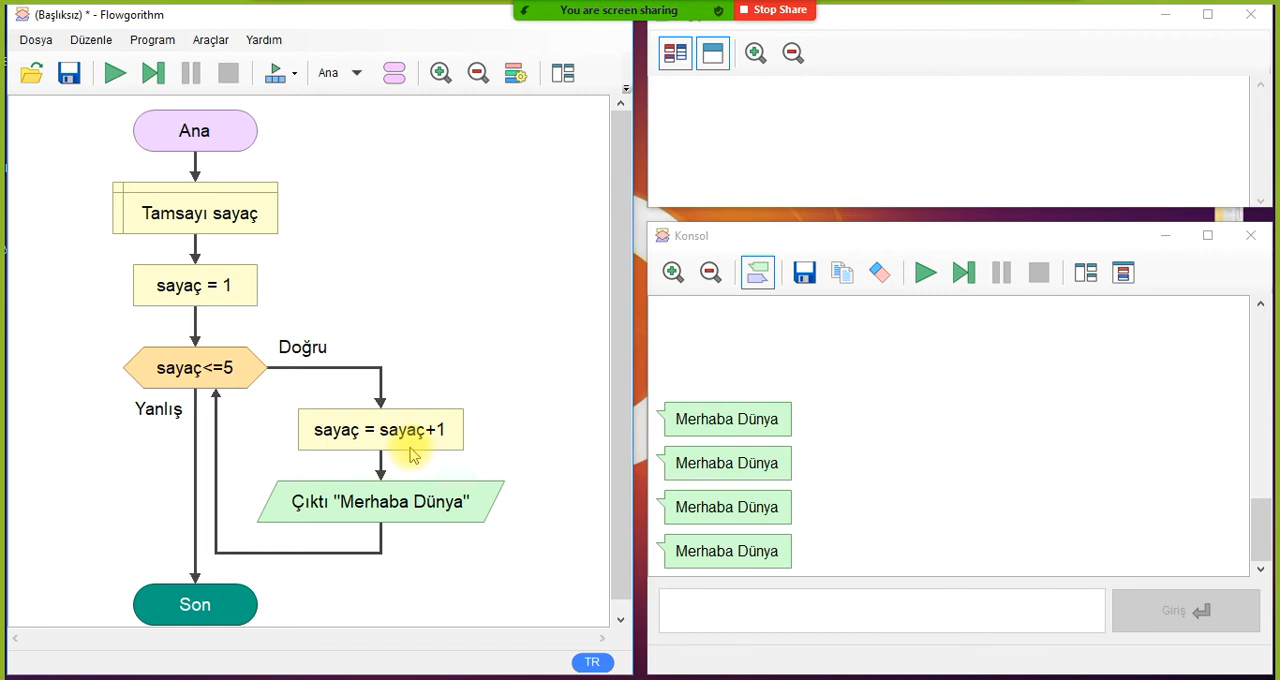 You are screen sharing
Stop Share
(Başlıksız) * - Flowgorithm
Dosya Düzenle Program Araçlar Yardım
Ana
Ana
Tamsayı sayaç
sayaç = 1
sayaç<=5
Doğru
Yanlış
sayaç = sayaç+1
Çıktı "Merhaba Dünya"
Son
TR
Konsol
Merhaba Dünya
Merhaba Dünya
Merhaba Dünya
Merhaba Dünya
Giriş